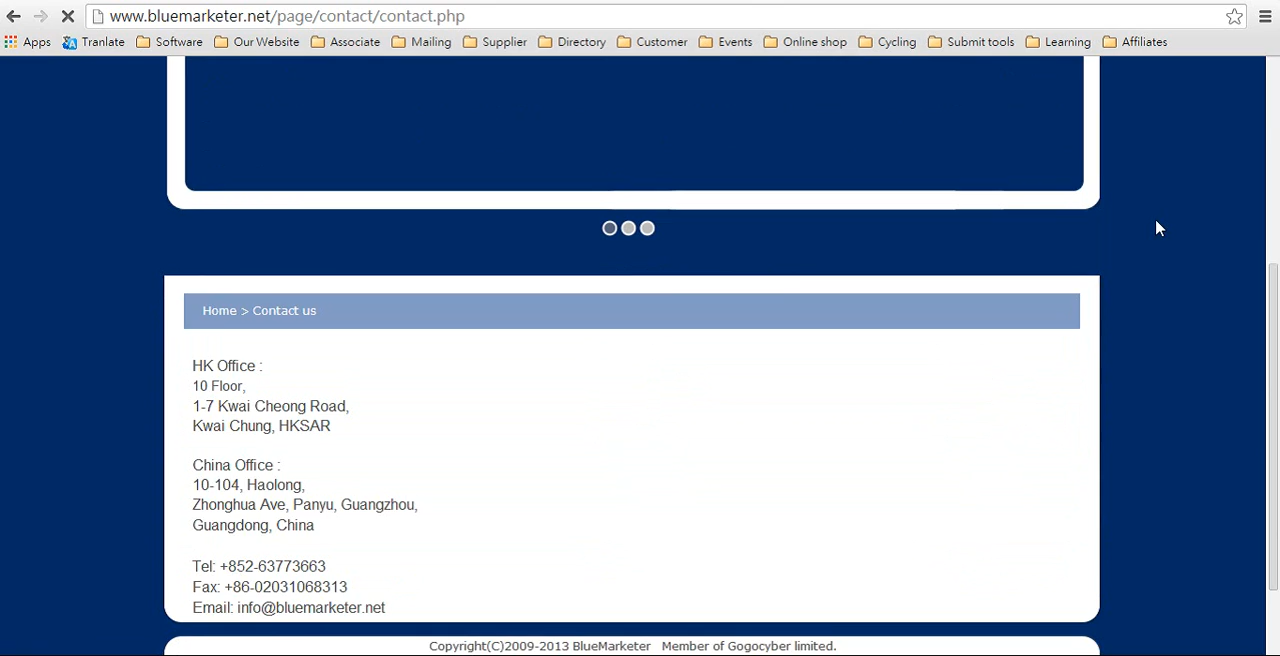 www.bluemarketer.net/page/contact/contact.php
Apps Tranlate Software Our Website Associate Mailing Supplier Directory Customer Events Online shop Cycling Submit tools Learning Affiliates
Home > Contact us
HK Office :
10 Floor,
1-7 Kwai Cheong Road,
Kwai Chung, HKSAR
China Office :
10-104, Haolong,
Zhonghua Ave, Panyu, Guangzhou,
Guangdong, China
Tel: +852-63773663
Fax: +86-02031068313
Email: info@bluemarketer.net
Copyright(C)2009-2013 BlueMarketer Member of Gogocyber limited.